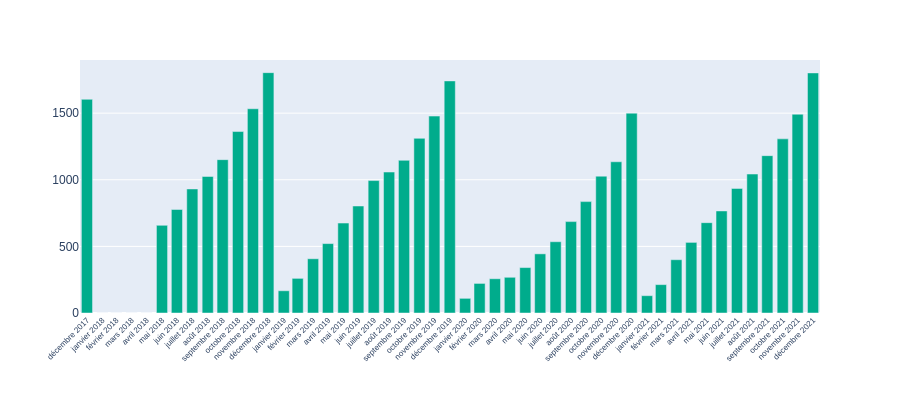 1500
1000
500
0
décembre 2017
janvier 2018
février 2018
mars 2018
avril 2018
mai 2018
juin 2018
juillet 2018
août 2018
septembre 2018
octobre 2018
novembre 2018
décembre 2018
janvier 2019
février 2019
mars 2019
avril 2019
mai 2019
juin 2019
juillet 2019
août 2019
septembre 2019
octobre 2019
novembre 2019
décembre 2019
janvier 2020
février 2020
mars 2020
avril 2020
mai 2020
juin 2020
juillet 2020
août 2020
septembre 2020
octobre 2020
novembre 2020
décembre 2020
janvier 2021
février 2021
mars 2021
avril 2021
mai 2021
juin 2021
juillet 2021
août 2021
septembre 2021
octobre 2021
novembre 2021
décembre 2021